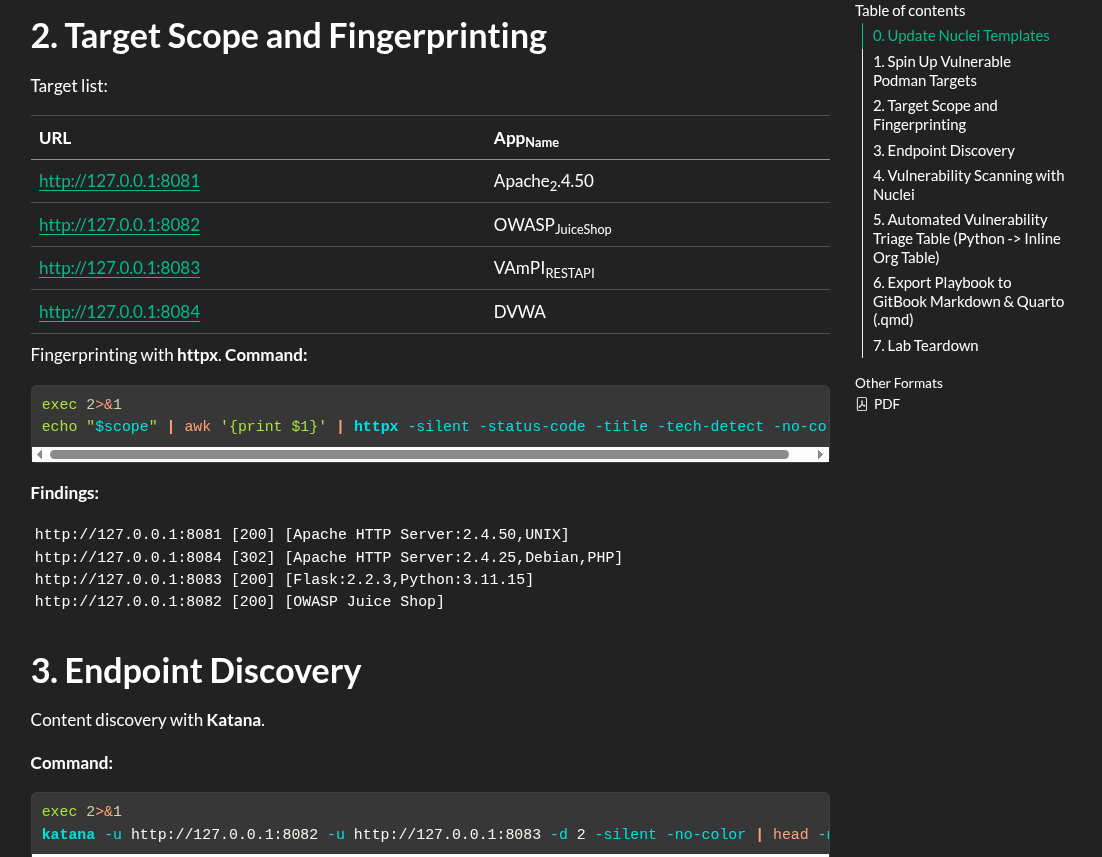 2. Target Scope and Fingerprinting
Target list:
URL AppName
http://127.0.0.1:8081 Apache2.4.50
http://127.0.0.1:8082 OWASPJuiceShop
http://127.0.0.1:8083 VAmPIRESTAPI
http://127.0.0.1:8084 DVWA
Fingerprinting with httpx. Command:
exec 2>&1
echo "$scope" | awk '{print $1}' | httpx -silent -status-code -title -tech-detect
Findings:
http://127.0.0.1:8081 [200] [Apache HTTP Server:2.4.50,UNIX]
http://127.0.0.1:8084 [302] [Apache HTTP Server:2.4.25,Debian,PHP]
http://127.0.0.1:8083 [200] [Flask:2.2.3,Python:3.11.15]
http://127.0.0.1:8082 [200] [OWASP Juice Shop]
3. Endpoint Discovery
Content discovery with Katana.
Command:
exec 2>&1
katana -u http://127.0.0.1:8082 -u http://127.0.0.1:8083 -d 2 -silent -no-color | head
Table of contents
0. Update Nuclei Templates
1. Spin Up Vulnerable
Podman Targets
2. Target Scope and
Fingerprinting
3. Endpoint Discovery
4. Vulnerability Scanning with
Nuclei
5. Automated Vulnerability
Triage Table (Python -> Inline
Org Table)
6. Export Playbook to
GitBook Markdown & Quarto
(.qmd)
7. Lab Teardown
Other Formats
PDF